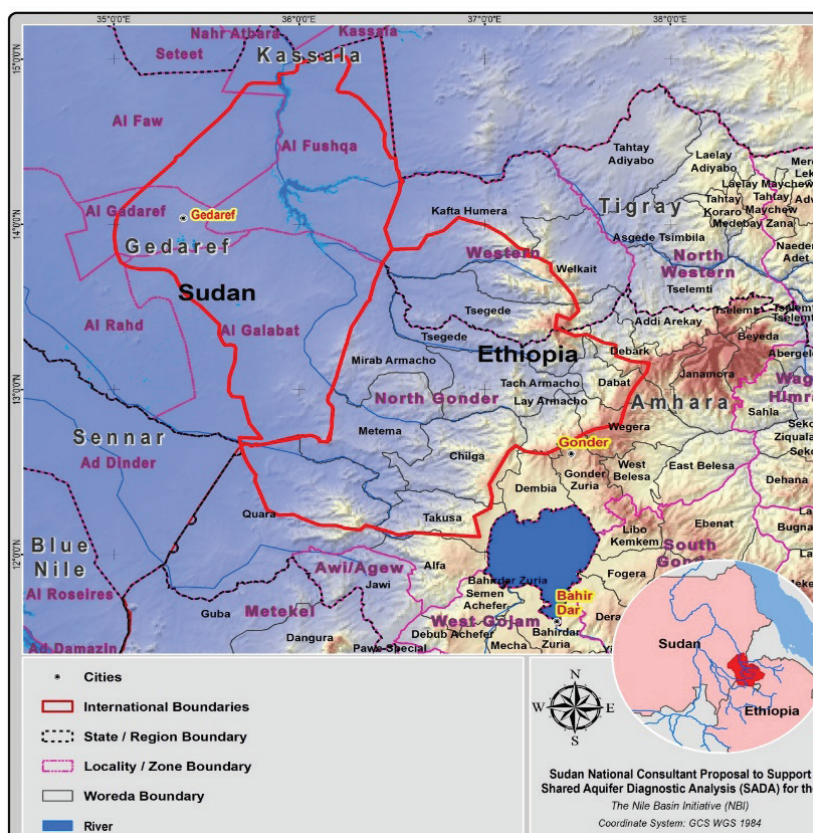 35°0'0"E 36°0'0"E 37°0'0"E 38°0'0"E
Nahr Atbara
Seteet
Kassala
Kassala
15°0'0"N
Al Faw
Al Fushqa
Tahtay
Adiyabo
Laelay
Adiyabo
Laelay Maychew
Tahtay
Koraro
Tahtay
Maychew
Medebay Zana
Al Gadaref
Gedaref
Gedaref
14°0'0"N
Kafta Humera
Tigray
Asgede Tsimbila
Naeder
Adet
Western
North
Western
Welkait
Tselemti
Sudan
Tsegede
Tsegede
Al Rahd
Al Galabat
Addi Arekay
Beyeda
Ethiopia
Debark
Mirab Armacho
Janamora
Tach Armacho
Dabat
North Gonder
Lay Armacho
Amhara
Sahla
13°0'0"N
Sennar
Ad Dinder
Metema
Wegera
Chilga
Gonder
Gonder
Zuria
West
Belesa
East Belesa
Dehana
Dembia
Quara
Takusa
Ebenat
12°0'0"N
Blue
Nile
Al Roseires
Libo
Kemkem
South
Awi/Agew
Alfa
Jawi
Fogera
Bahirdar Zuria
Semen
Achefer
Bahir
Dar
Guba
Metekel
West Gojam
Debub Achefer
Dangura
Mecha
Bahirdar
Zuria
Pawe-Special
Ad Damazin
Sudan
Ethiopia
Cities
International Boundaries
State / Region Boundary
Locality / Zone Boundary
Woreda Boundary
River
N
W E
S
Sudan National Consultant Proposal to Support
Shared Aquifer Diagnostic Analysis (SADA) for the
The Nile Basin Initiative (NBI)
Coordinate System: GCS WGS 1984